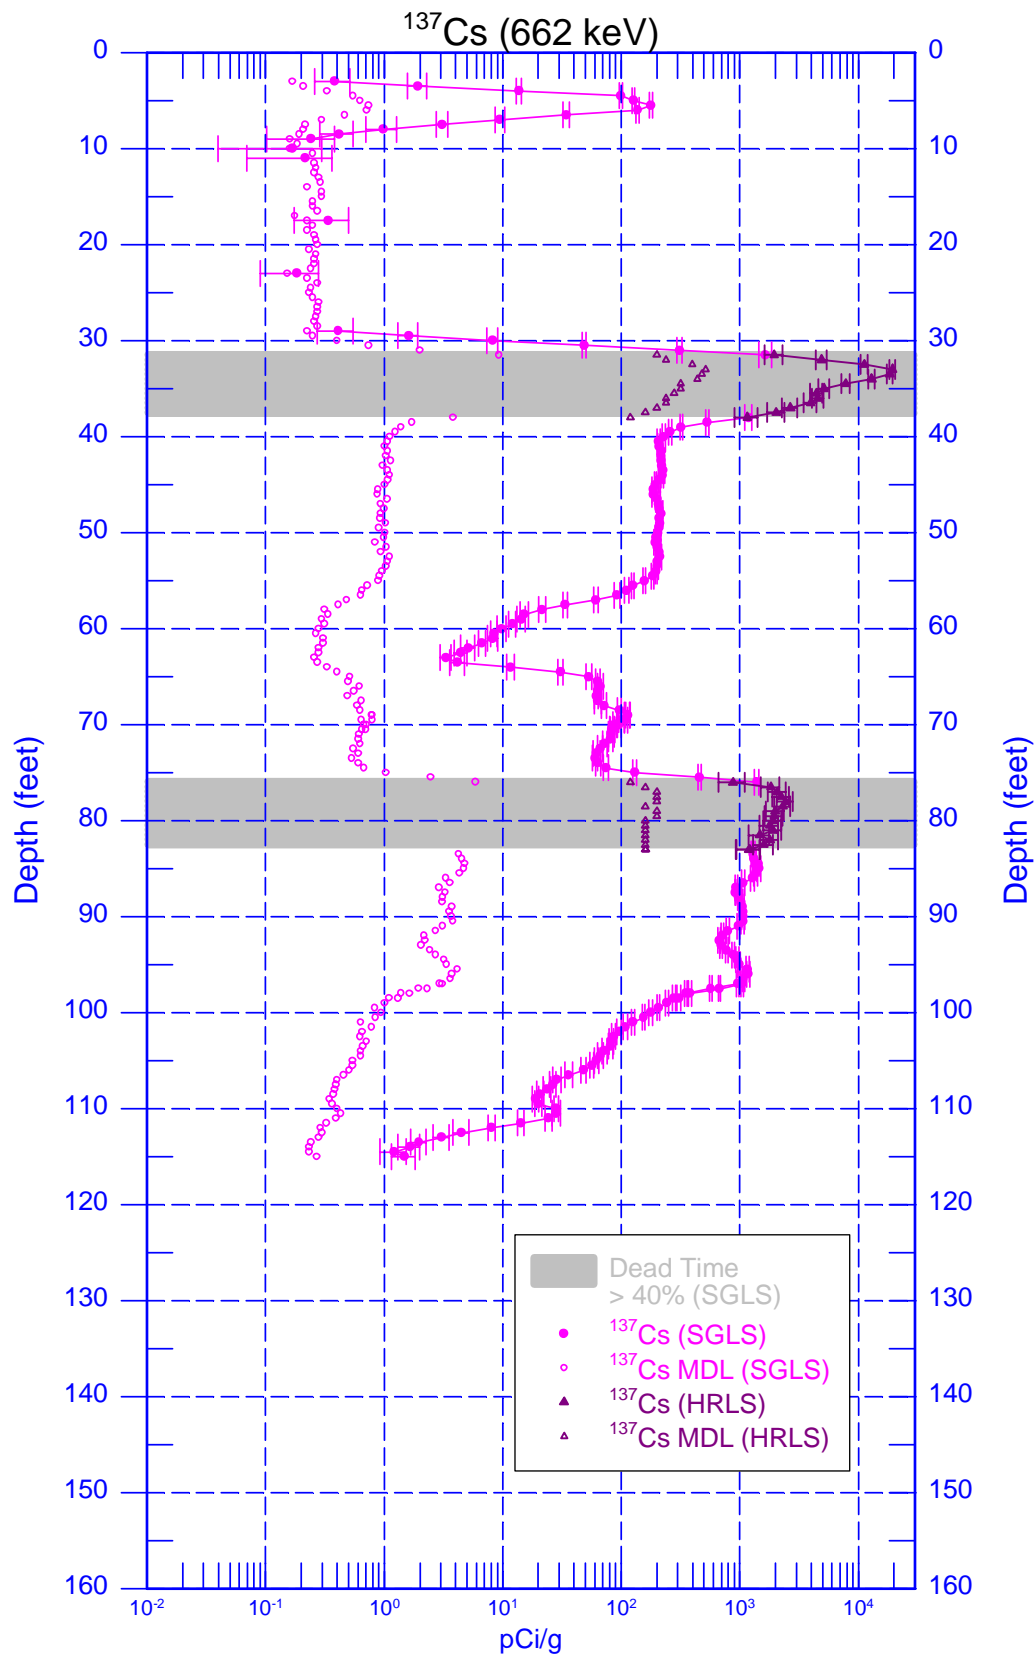 ¹³⁷Cs (662 keV)
0 0
10 10
20 20
30 30
40 40
50 50
60 60
70 70
80 80
90 90
100 100
110 110
120 120
130 130
140 140
150 150
160 160
Depth (feet)
Depth (feet)
Dead Time
> 40% (SGLS)
¹³⁷Cs (SGLS)
¹³⁷Cs MDL (SGLS)
¹³⁷Cs (HRLS)
¹³⁷Cs MDL (HRLS)
10⁻² 10⁻¹ 10⁰ 10¹ 10² 10³ 10⁴
pCi/g